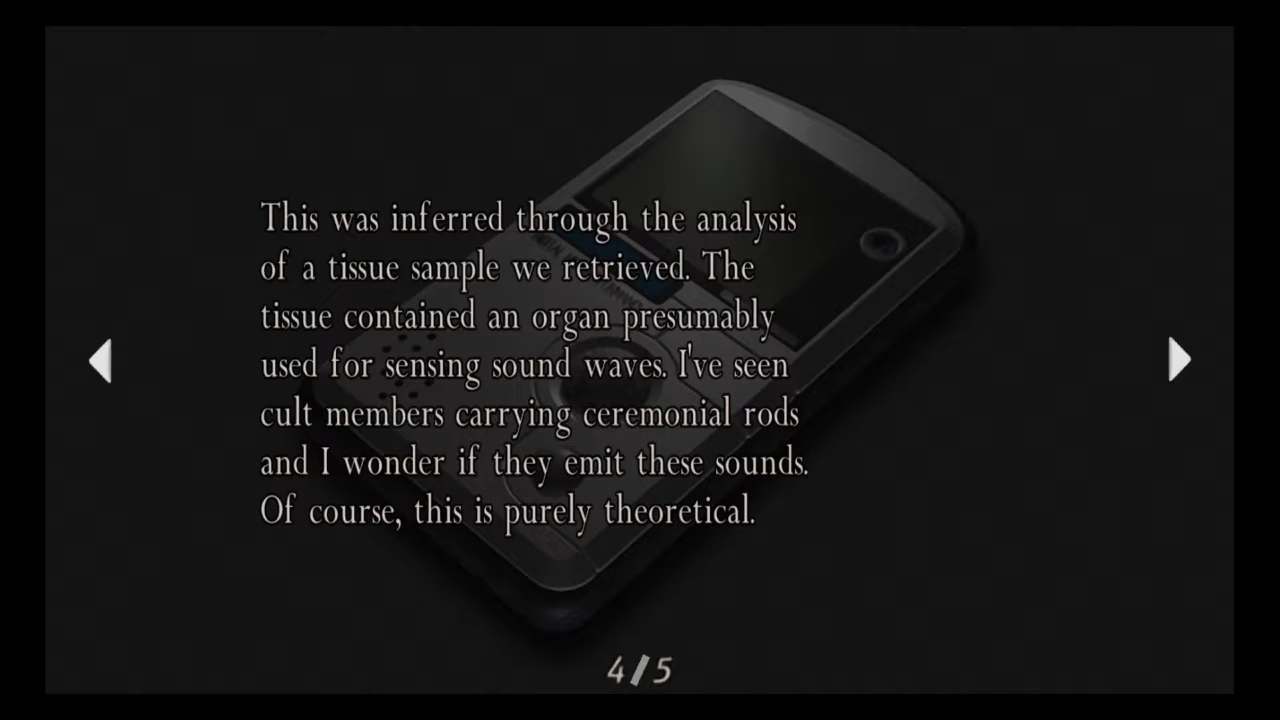 This was inferred through the analysis
of a tissue sample we retrieved. The
tissue contained an organ presumably
used for sensing sound waves. I've seen
cult members carrying ceremonial rods
and I wonder if they emit these sounds.
Of course, this is purely theoretical.
4/5